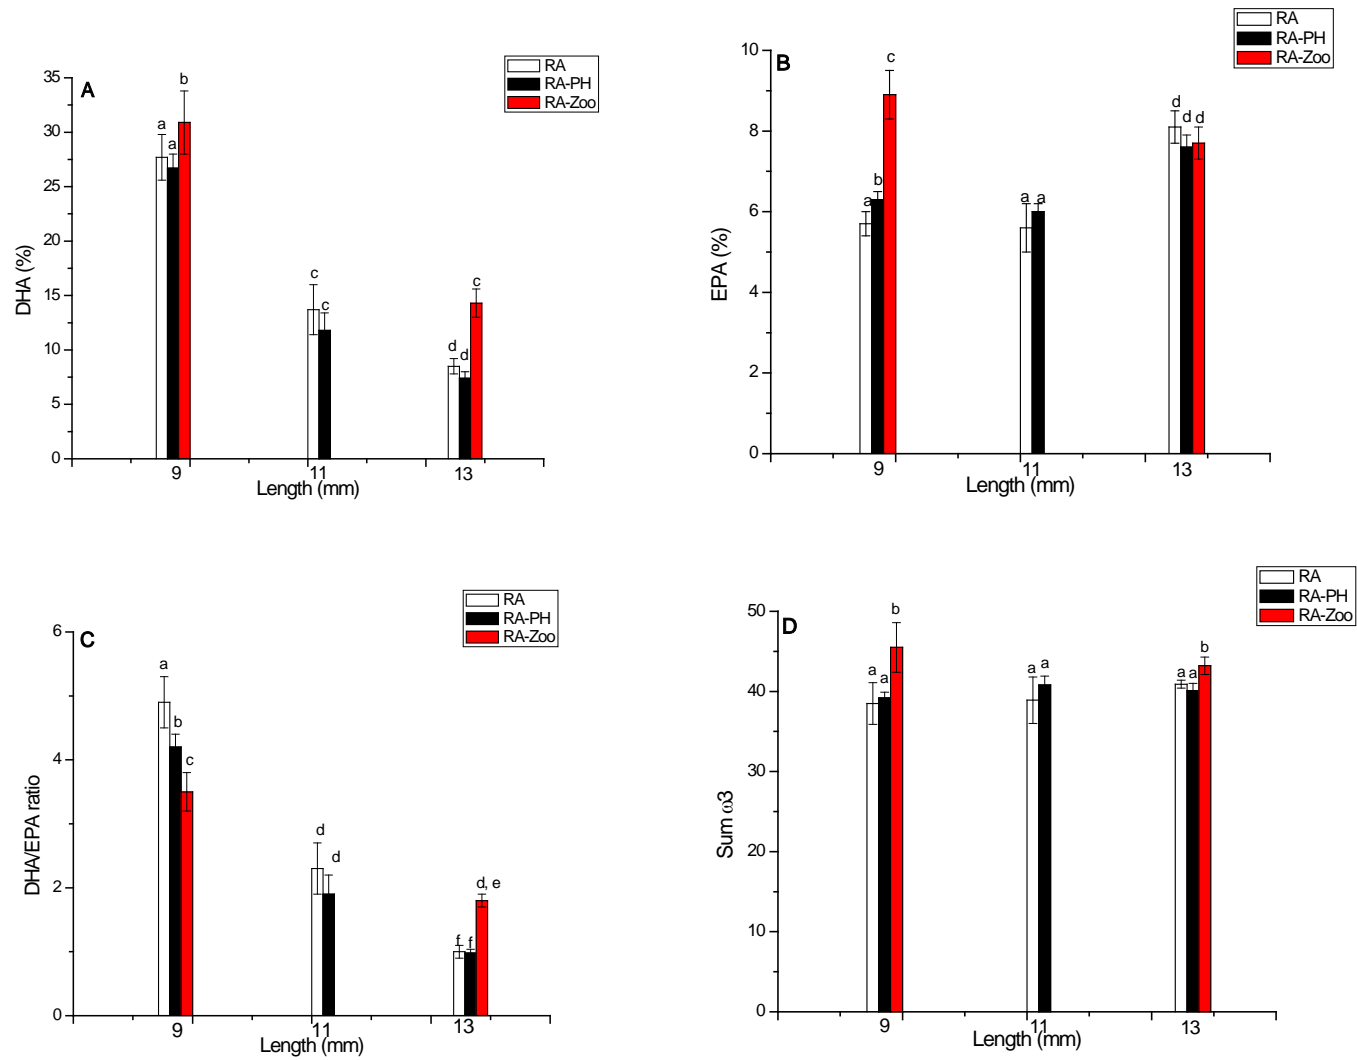 A
RA
RA-PH
RA-Zoo
35
30
25
20
15
10
5
0
DHA (%)
a
a
b
c
c
d
d
c
9
11
13
Length (mm)
B
RA
RA-PH
RA-Zoo
10
8
6
4
2
0
EPA (%)
a
b
c
a
a
d
d
d
9
11
13
Length (mm)
C
RA
RA-PH
RA-Zoo
6
4
2
0
DHA/EPA ratio
a
b
c
d
d
f
f
d, e
9
11
13
Length (mm)
D
RA
RA-PH
RA-Zoo
50
40
30
20
10
0
Sum ω3
a
a
b
a
a
a
a
b
9
11
13
Length (mm)